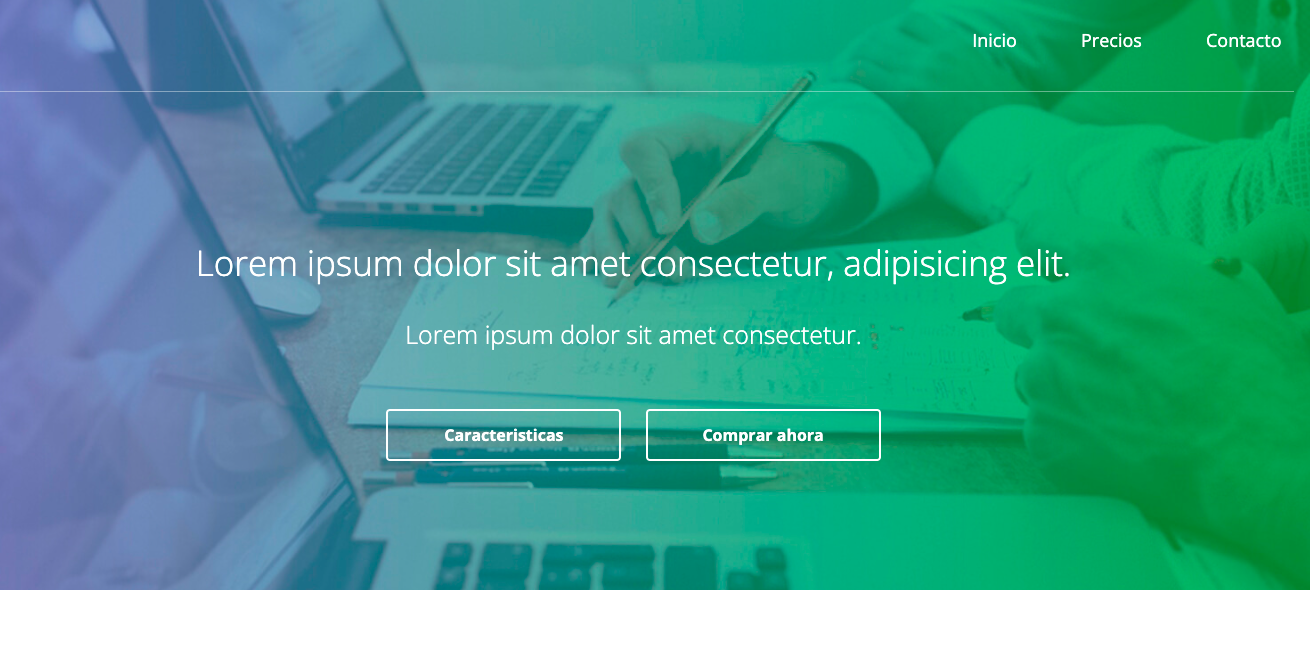 Inicio Precios Contacto
Lorem ipsum dolor sit amet consectetur, adipisicing elit.
Lorem ipsum dolor sit amet consectetur.
Caracteristicas Comprar ahora